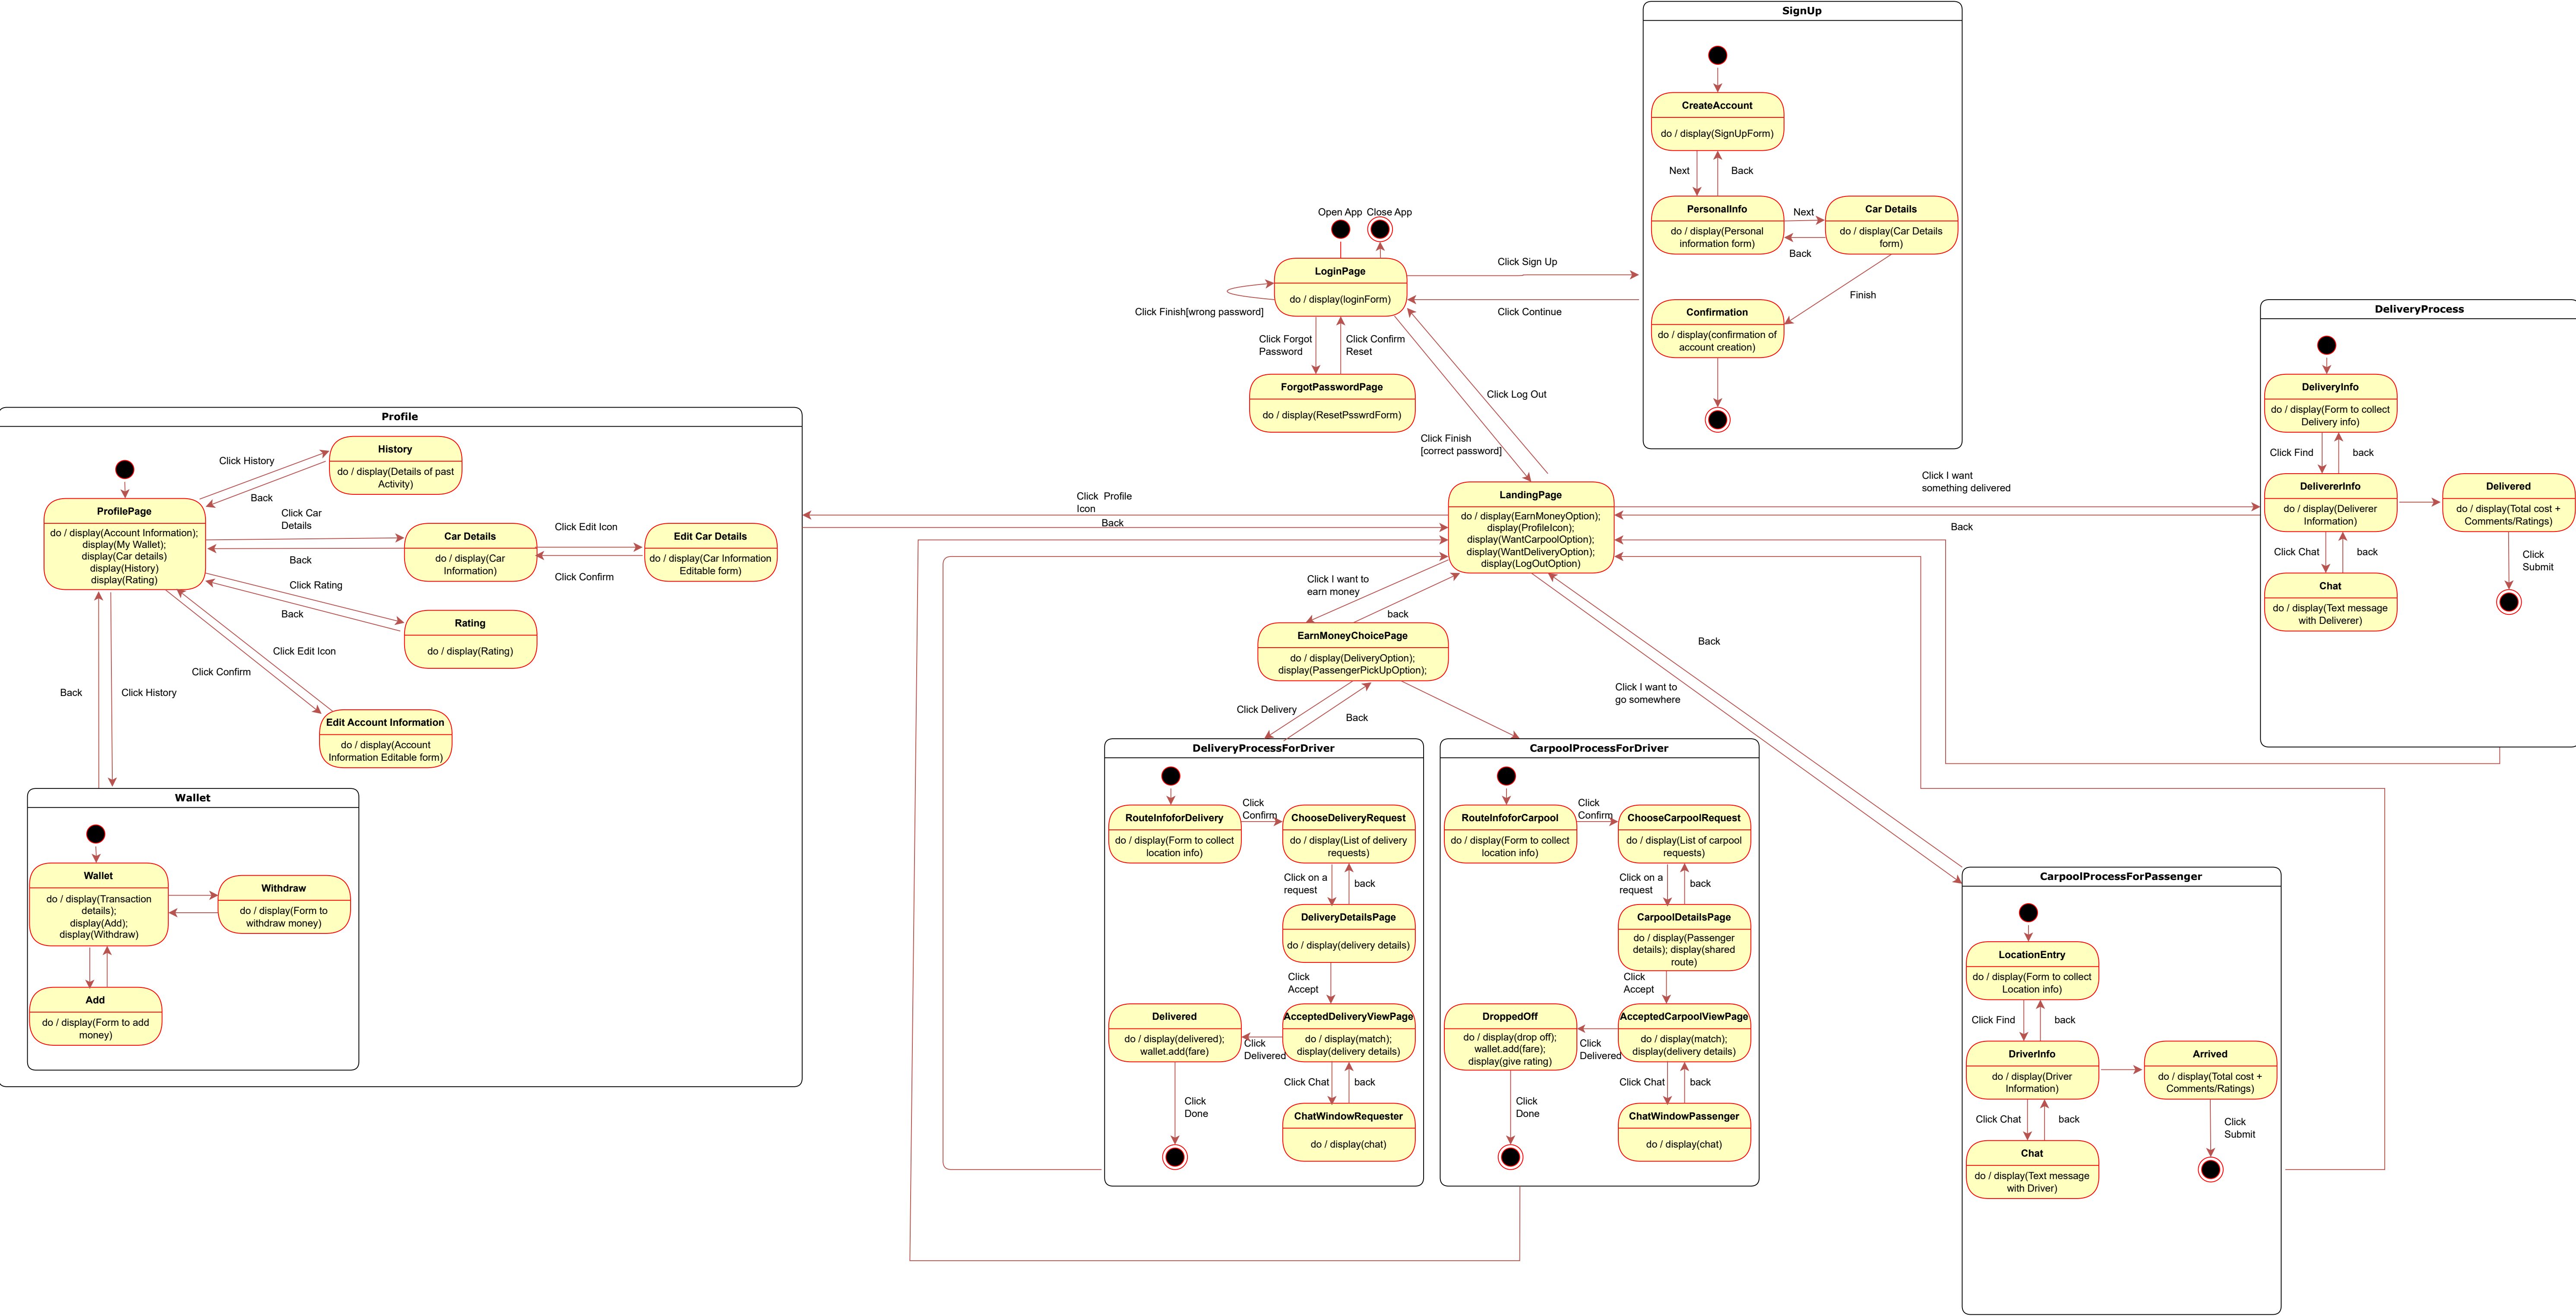 SignUp
CreateAccount
do / display(SignUpForm)
Next
Back
PersonalInfo
do / display(Personal
information form)
Next
Back
Car Details
do / display(Car Details
form)
Finish
Confirmation
do / display(confirmation of
account creation)
Open App
Close App
LoginPage
do / display(loginForm)
Click Sign Up
Click Continue
Click Finish[wrong password]
Click Forgot
Password
Click Confirm
Reset
ForgotPasswordPage
do / display(ResetPsswrdForm)
Click Log Out
Click Finish
[correct password]
DeliveryProcess
DeliveryInfo
do / display(Form to collect
Delivery info)
Click Find
back
DelivererInfo
do / display(Deliverer
Information)
Click Chat
back
Chat
do / display(Text message
with Deliverer)
Delivered
do / display(Total cost +
Comments/Ratings)
Click
Submit
Profile
History
do / display(Details of past
Activity)
Click History
Back
ProfilePage
do / display(Account Information);
display(My Wallet);
display(Car details)
display(History)
display(Rating)
Click Car
Details
Back
Car Details
do / display(Car
Information)
Click Edit Icon
Click Confirm
Edit Car Details
do / display(Car Information
Editable form)
Click Rating
Back
Rating
do / display(Rating)
Click Edit Icon
Click Confirm
Edit Account Information
do / display(Account
Information Editable form)
Back
Click History
Wallet
Wallet
do / display(Transaction
details);
display(Add);
display(Withdraw)
Withdraw
do / display(Form to
withdraw money)
Add
do / display(Form to add
money)
Click  Profile
Icon
Back
LandingPage
do / display(EarnMoneyOption);
display(ProfileIcon);
display(WantCarpoolOption);
display(WantDeliveryOption);
display(LogOutOption)
Click I want
something delivered
Back
Click I want to
earn money
back
EarnMoneyChoicePage
do / display(DeliveryOption);
display(PassengerPickUpOption);
Click Delivery
Back
Back
Click I want to
go somewhere
DeliveryProcessForDriver
RouteInfoforDelivery
do / display(Form to collect
location info)
Click
Confirm
ChooseDeliveryRequest
do / display(List of delivery
requests)
Click on a
request
back
DeliveryDetailsPage
do / display(delivery details)
Click
Accept
AcceptedDeliveryViewPage
do / display(match);
display(delivery details)
Click
Delivered
Delivered
do / display(delivered);
wallet.add(fare)
Click Chat
back
ChatWindowRequester
do / display(chat)
Click
Done
CarpoolProcessForDriver
RouteInfoforCarpool
do / display(Form to collect
location info)
Click
Confirm
ChooseCarpoolRequest
do / display(List of carpool
requests)
Click on a
request
back
CarpoolDetailsPage
do / display(Passenger
details); display(shared
route)
Click
Accept
AcceptedCarpoolViewPage
do / display(match);
display(delivery details)
Click
Delivered
DroppedOff
do / display(drop off);
wallet.add(fare);
display(give rating)
Click Chat
back
ChatWindowPassenger
do / display(chat)
Click
Done
CarpoolProcessForPassenger
LocationEntry
do / display(Form to collect
Location info)
Click Find
back
DriverInfo
do / display(Driver
Information)
Click Chat
back
Chat
do / display(Text message
with Driver)
Arrived
do / display(Total cost +
Comments/Ratings)
Click
Submit